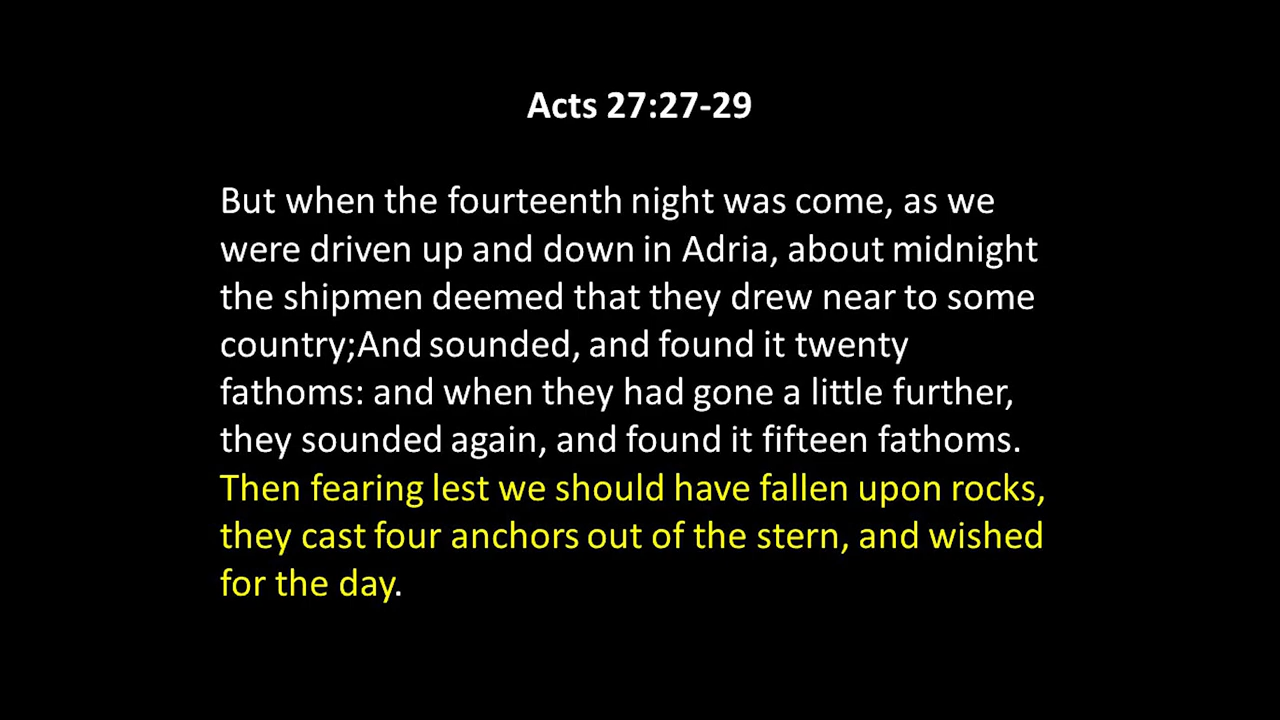 Acts 27:27-29
But when the fourteenth night was come, as we
were driven up and down in Adria, about midnight
the shipmen deemed that they drew near to some
country;And sounded, and found it twenty
fathoms: and when they had gone a little further,
they sounded again, and found it fifteen fathoms.
Then fearing lest we should have fallen upon rocks,
they cast four anchors out of the stern, and wished
for the day.